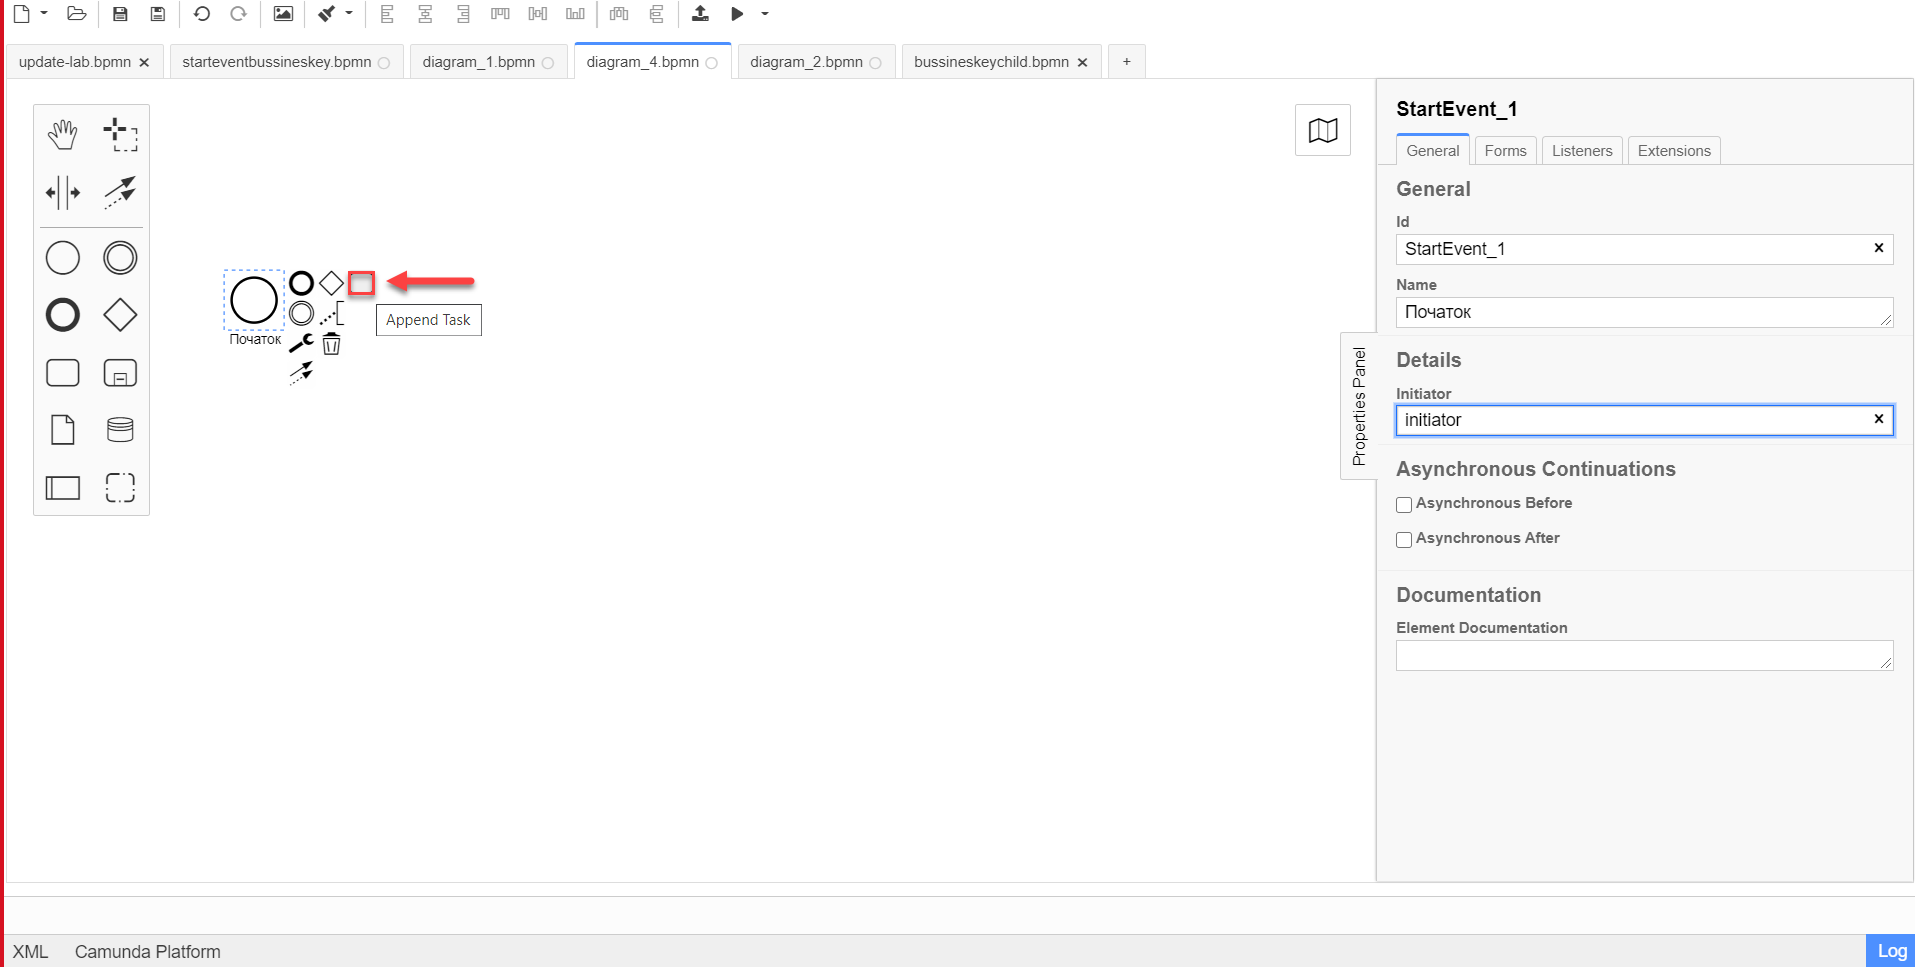 update-lab.bpmn
starteventbussineskey.bpmn
diagram_1.bpmn
diagram_4.bpmn
diagram_2.bpmn
bussineskeychild.bpmn
+
Початок
Append Task
Properties Panel
StartEvent_1
General
Forms
Listeners
Extensions
General
Id
StartEvent_1
Name
Початок
Details
Initiator
initiator
Asynchronous Continuations
Asynchronous Before
Asynchronous After
Documentation
Element Documentation
XML
Camunda Platform
Log